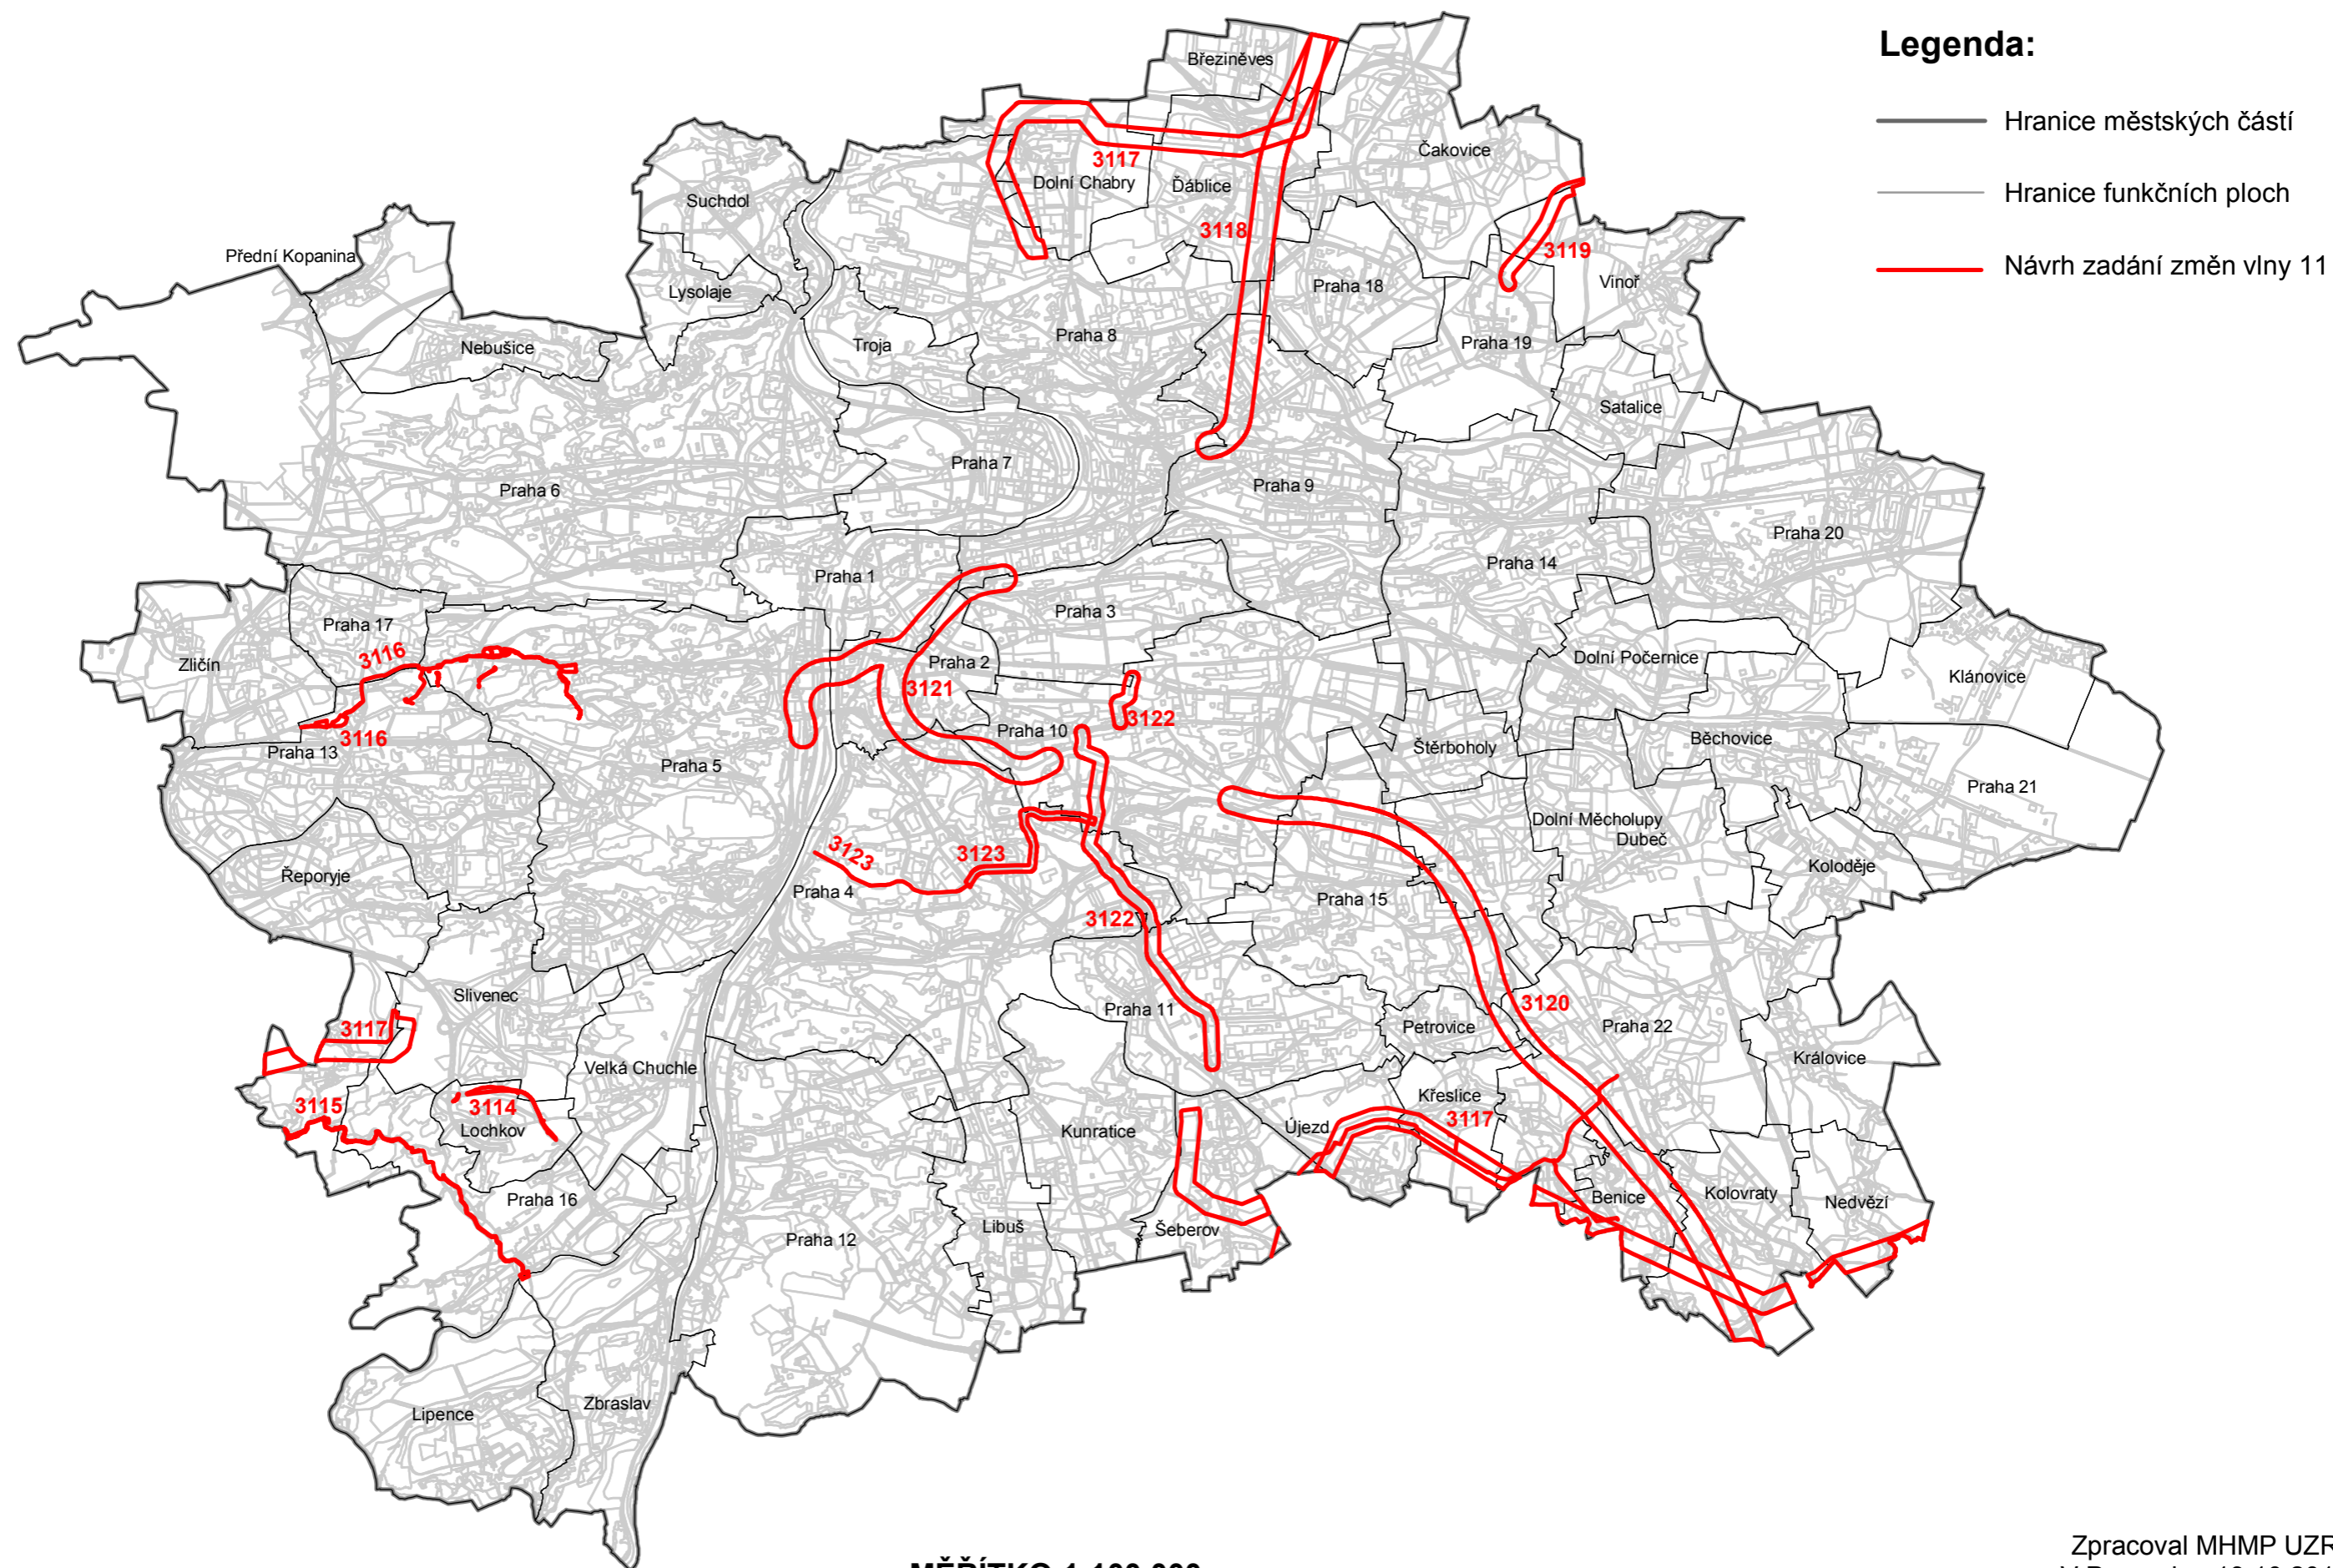 Legenda:
Hranice městských částí
Hranice funkčních ploch
Návrh zadání změn vlny 11
Březiněves
Čakovice
3117
Dolní Chabry
Ďáblice
Suchdol
3118
3119
Přední Kopanina
Vinoř
Lysolaje
Praha 18
Nebušice
Troja
Praha 8
Praha 19
Satalice
Praha 7
Praha 6
Praha 9
Praha 20
Praha 14
Praha 1
Praha 3
Praha 17
3116
Zličín
Praha 2
Dolní Počernice
Klánovice
3121
3122
3116
Praha 13
Praha 10
Štěrboholy
Běchovice
Praha 5
Praha 21
Dolní Měcholupy
Dubeč
3123
3123
Řeporyje
Koloděje
Praha 4
Praha 15
3122
Slivenec
Praha 11
3120
3117
Petrovice
Praha 22
Velká Chuchle
Královice
3115
3114
Lochkov
Kunratice
Újezd
Křeslice
3117
Praha 16
Benice
Kolovraty
Nedvězí
Praha 12
Libuš
Šeberov
Lipence
Zbraslav
Zpracoval MHMP UZR